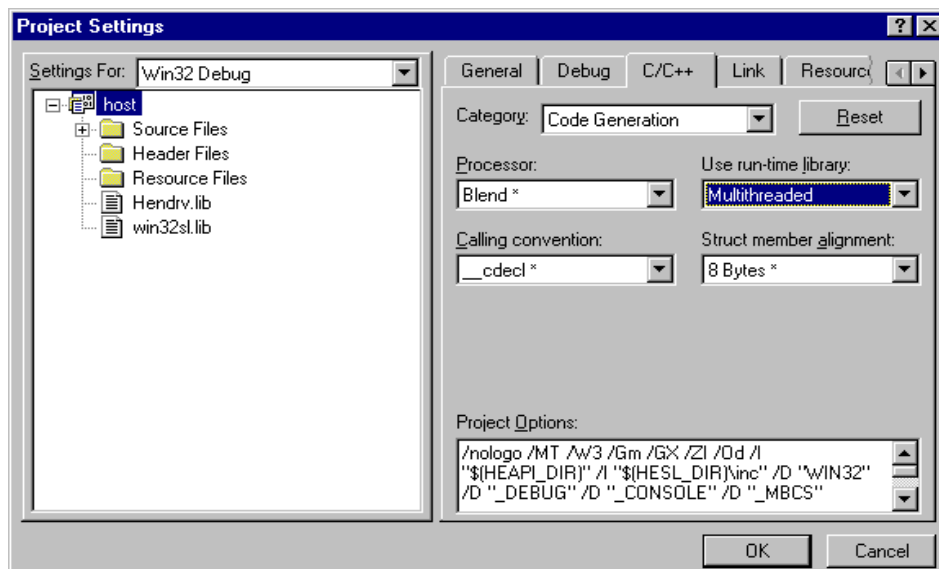 Project Settings
Settings For: Win32 Debug
host
Source Files
Header Files
Resource Files
Hendrv.lib
win32sl.lib
General Debug C/C++ Link Resourc
Category: Code Generation Reset
Processor: Use run-time library:
Blend * Multithreaded
Calling convention: Struct member alignment:
__cdecl * 8 Bytes *
Project Options:
/nologo /MT /W3 /Gm /GX /ZI /Od /I
"$(HEAPI_DIR)" /I "$(HESL_DIR)\inc" /D "WIN32"
/D "_DEBUG" /D "_CONSOLE" /D "_MBCS"
OK Cancel